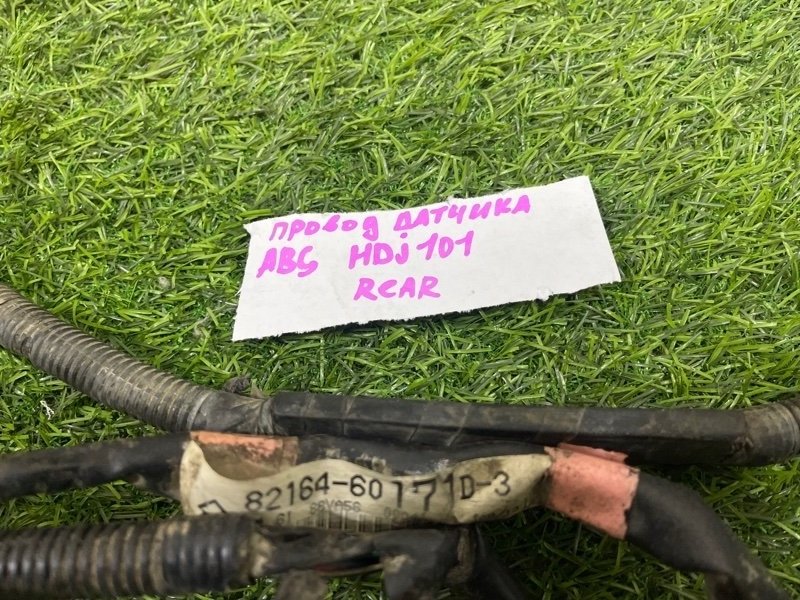 провод датчика
ABS HDJ101
RCAR
82164-60171D-3